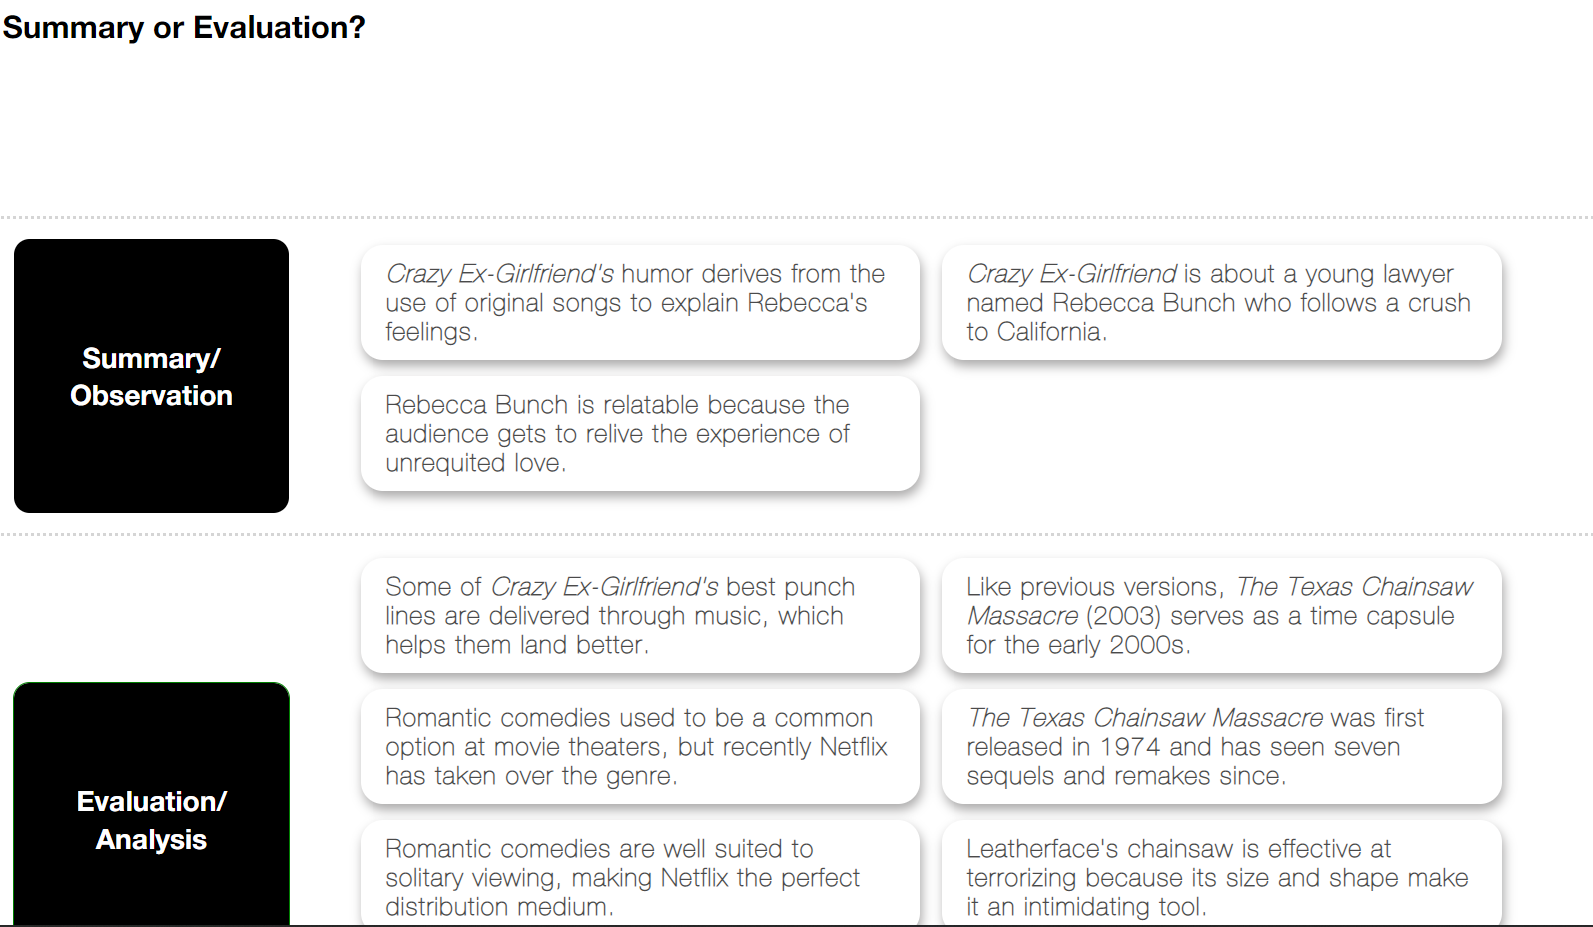 Summary or Evaluation?
Summary/
Observation
Crazy Ex-Girlfriend's humor derives from the
use of original songs to explain Rebecca's
feelings.
Crazy Ex-Girlfriend is about a young lawyer
named Rebecca Bunch who follows a crush
to California.
Rebecca Bunch is relatable because the
audience gets to relive the experience of
unrequited love.
Evaluation/
Analysis
Some of Crazy Ex-Girlfriend's best punch
lines are delivered through music, which
helps them land better.
Like previous versions, The Texas Chainsaw
Massacre (2003) serves as a time capsule
for the early 2000s.
Romantic comedies used to be a common
option at movie theaters, but recently Netflix
has taken over the genre.
The Texas Chainsaw Massacre was first
released in 1974 and has seen seven
sequels and remakes since.
Romantic comedies are well suited to
solitary viewing, making Netflix the perfect
distribution medium.
Leatherface's chainsaw is effective at
terrorizing because its size and shape make
it an intimidating tool.